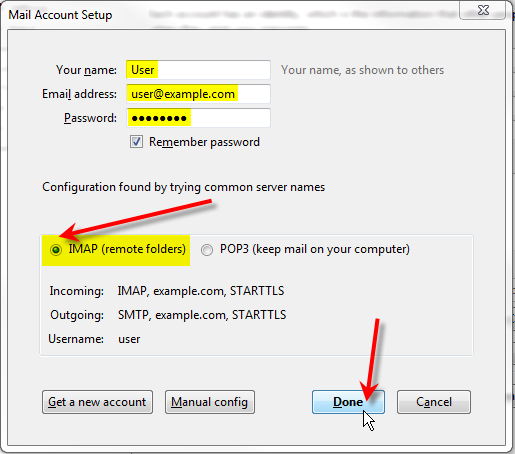 Mail Account Setup
Your name: User Your name, as shown to others
Email address: user@example.com
Password: ●●●●●●●●
Remember password
Configuration found by trying common server names
IMAP (remote folders) POP3 (keep mail on your computer)
Incoming: IMAP, example.com, STARTTLS
Outgoing: SMTP, example.com, STARTTLS
Username: user
Get a new account Manual config Done Cancel